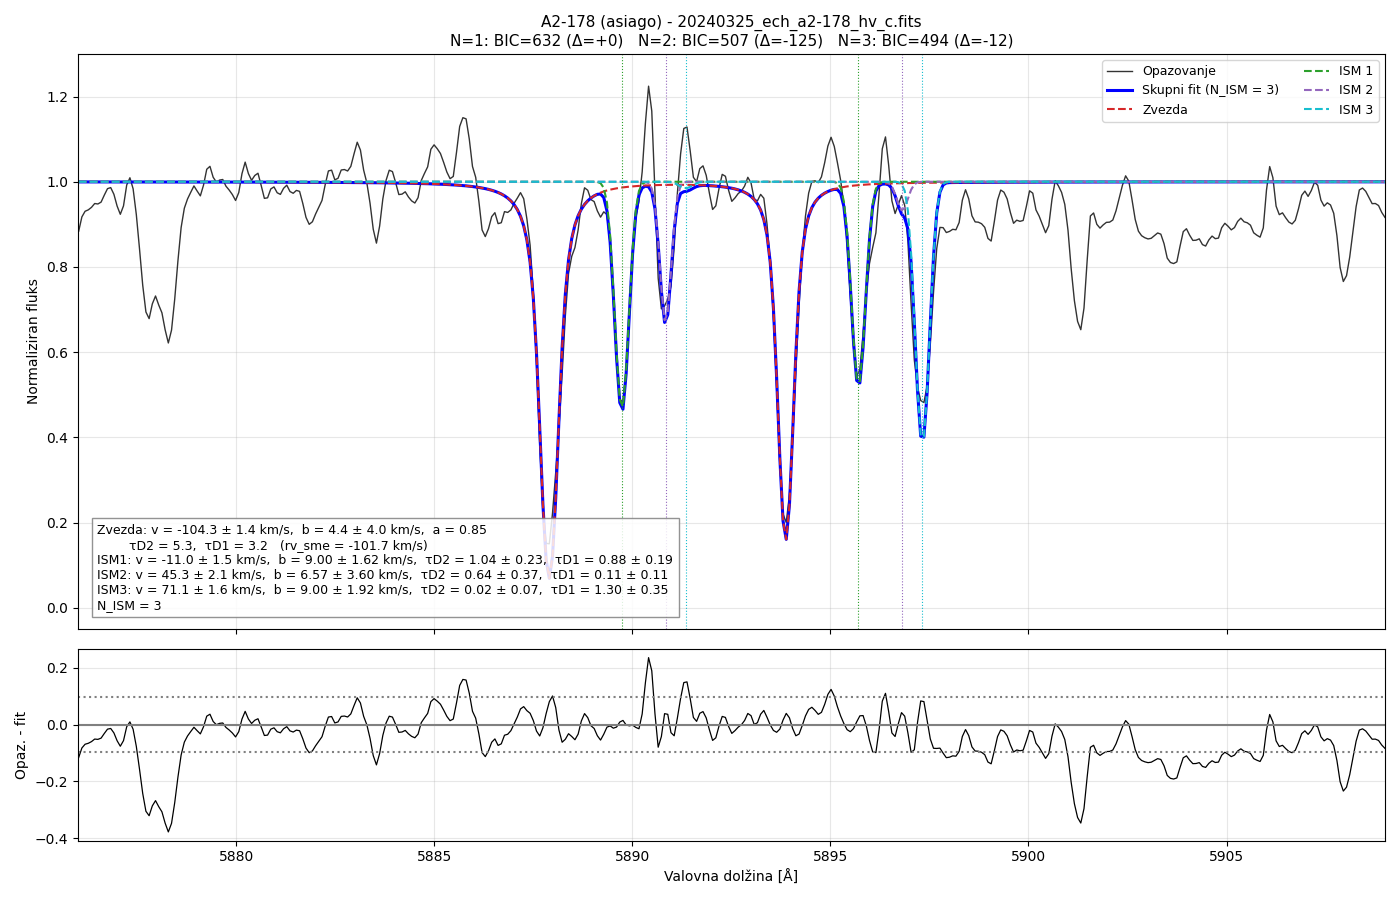 A2-178 (asiago) - 20240325_ech_a2-178_hv_c.fits
N=1: BIC=632 (Δ=+0)   N=2: BIC=507 (Δ=-125)   N=3: BIC=494 (Δ=-12)
Opazovanje
Skupni fit (N_ISM = 3)
Zvezda
ISM 1
ISM 2
ISM 3
Normaliziran fluks
1.2
1.0
0.8
0.6
0.4
0.2
0.0
Zvezda: v = -104.3 ± 1.4 km/s,  b = 4.4 ± 4.0 km/s,  a = 0.85
τD2 = 5.3,  τD1 = 3.2   (rv_sme = -101.7 km/s)
ISM1: v = -11.0 ± 1.5 km/s,  b = 9.00 ± 1.62 km/s,  τD2 = 1.04 ± 0.23,  τD1 = 0.88 ± 0.19
ISM2: v = 45.3 ± 2.1 km/s,  b = 6.57 ± 3.60 km/s,  τD2 = 0.64 ± 0.37,  τD1 = 0.11 ± 0.11
ISM3: v = 71.1 ± 1.6 km/s,  b = 9.00 ± 1.92 km/s,  τD2 = 0.02 ± 0.07,  τD1 = 1.30 ± 0.35
N_ISM = 3
Opaz. - fit
0.2
0.0
−0.2
−0.4
5880
5885
5890
5895
5900
5905
Valovna dolžina [Å]